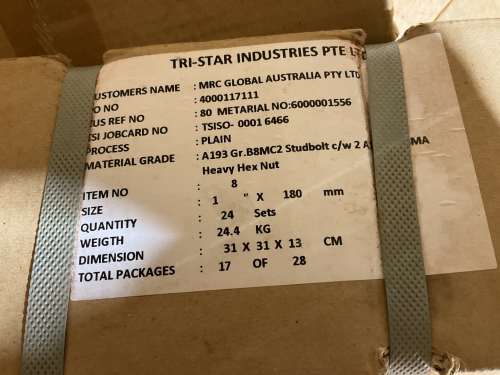 TRI-STAR INDUSTRIES PTE LTD
CUSTOMERS NAME : MRC GLOBAL AUSTRALIA PTY LTD
O NO : 4000117111
US REF NO : 80 METARIAL NO:6000001556
SI JOBCARD NO : TSISO- 0001 6466
PROCESS : PLAIN
MATERIAL GRADE : A193 Gr.B8MC2 Studbolt c/w 2 A MA
Heavy Hex Nut
ITEM NO : 8
SIZE : 1 " X 180 mm
QUANTITY : 24 Sets
WEIGTH : 24.4 KG
DIMENSION : 31 X 31 X 13 CM
TOTAL PACKAGES : 17 OF 28